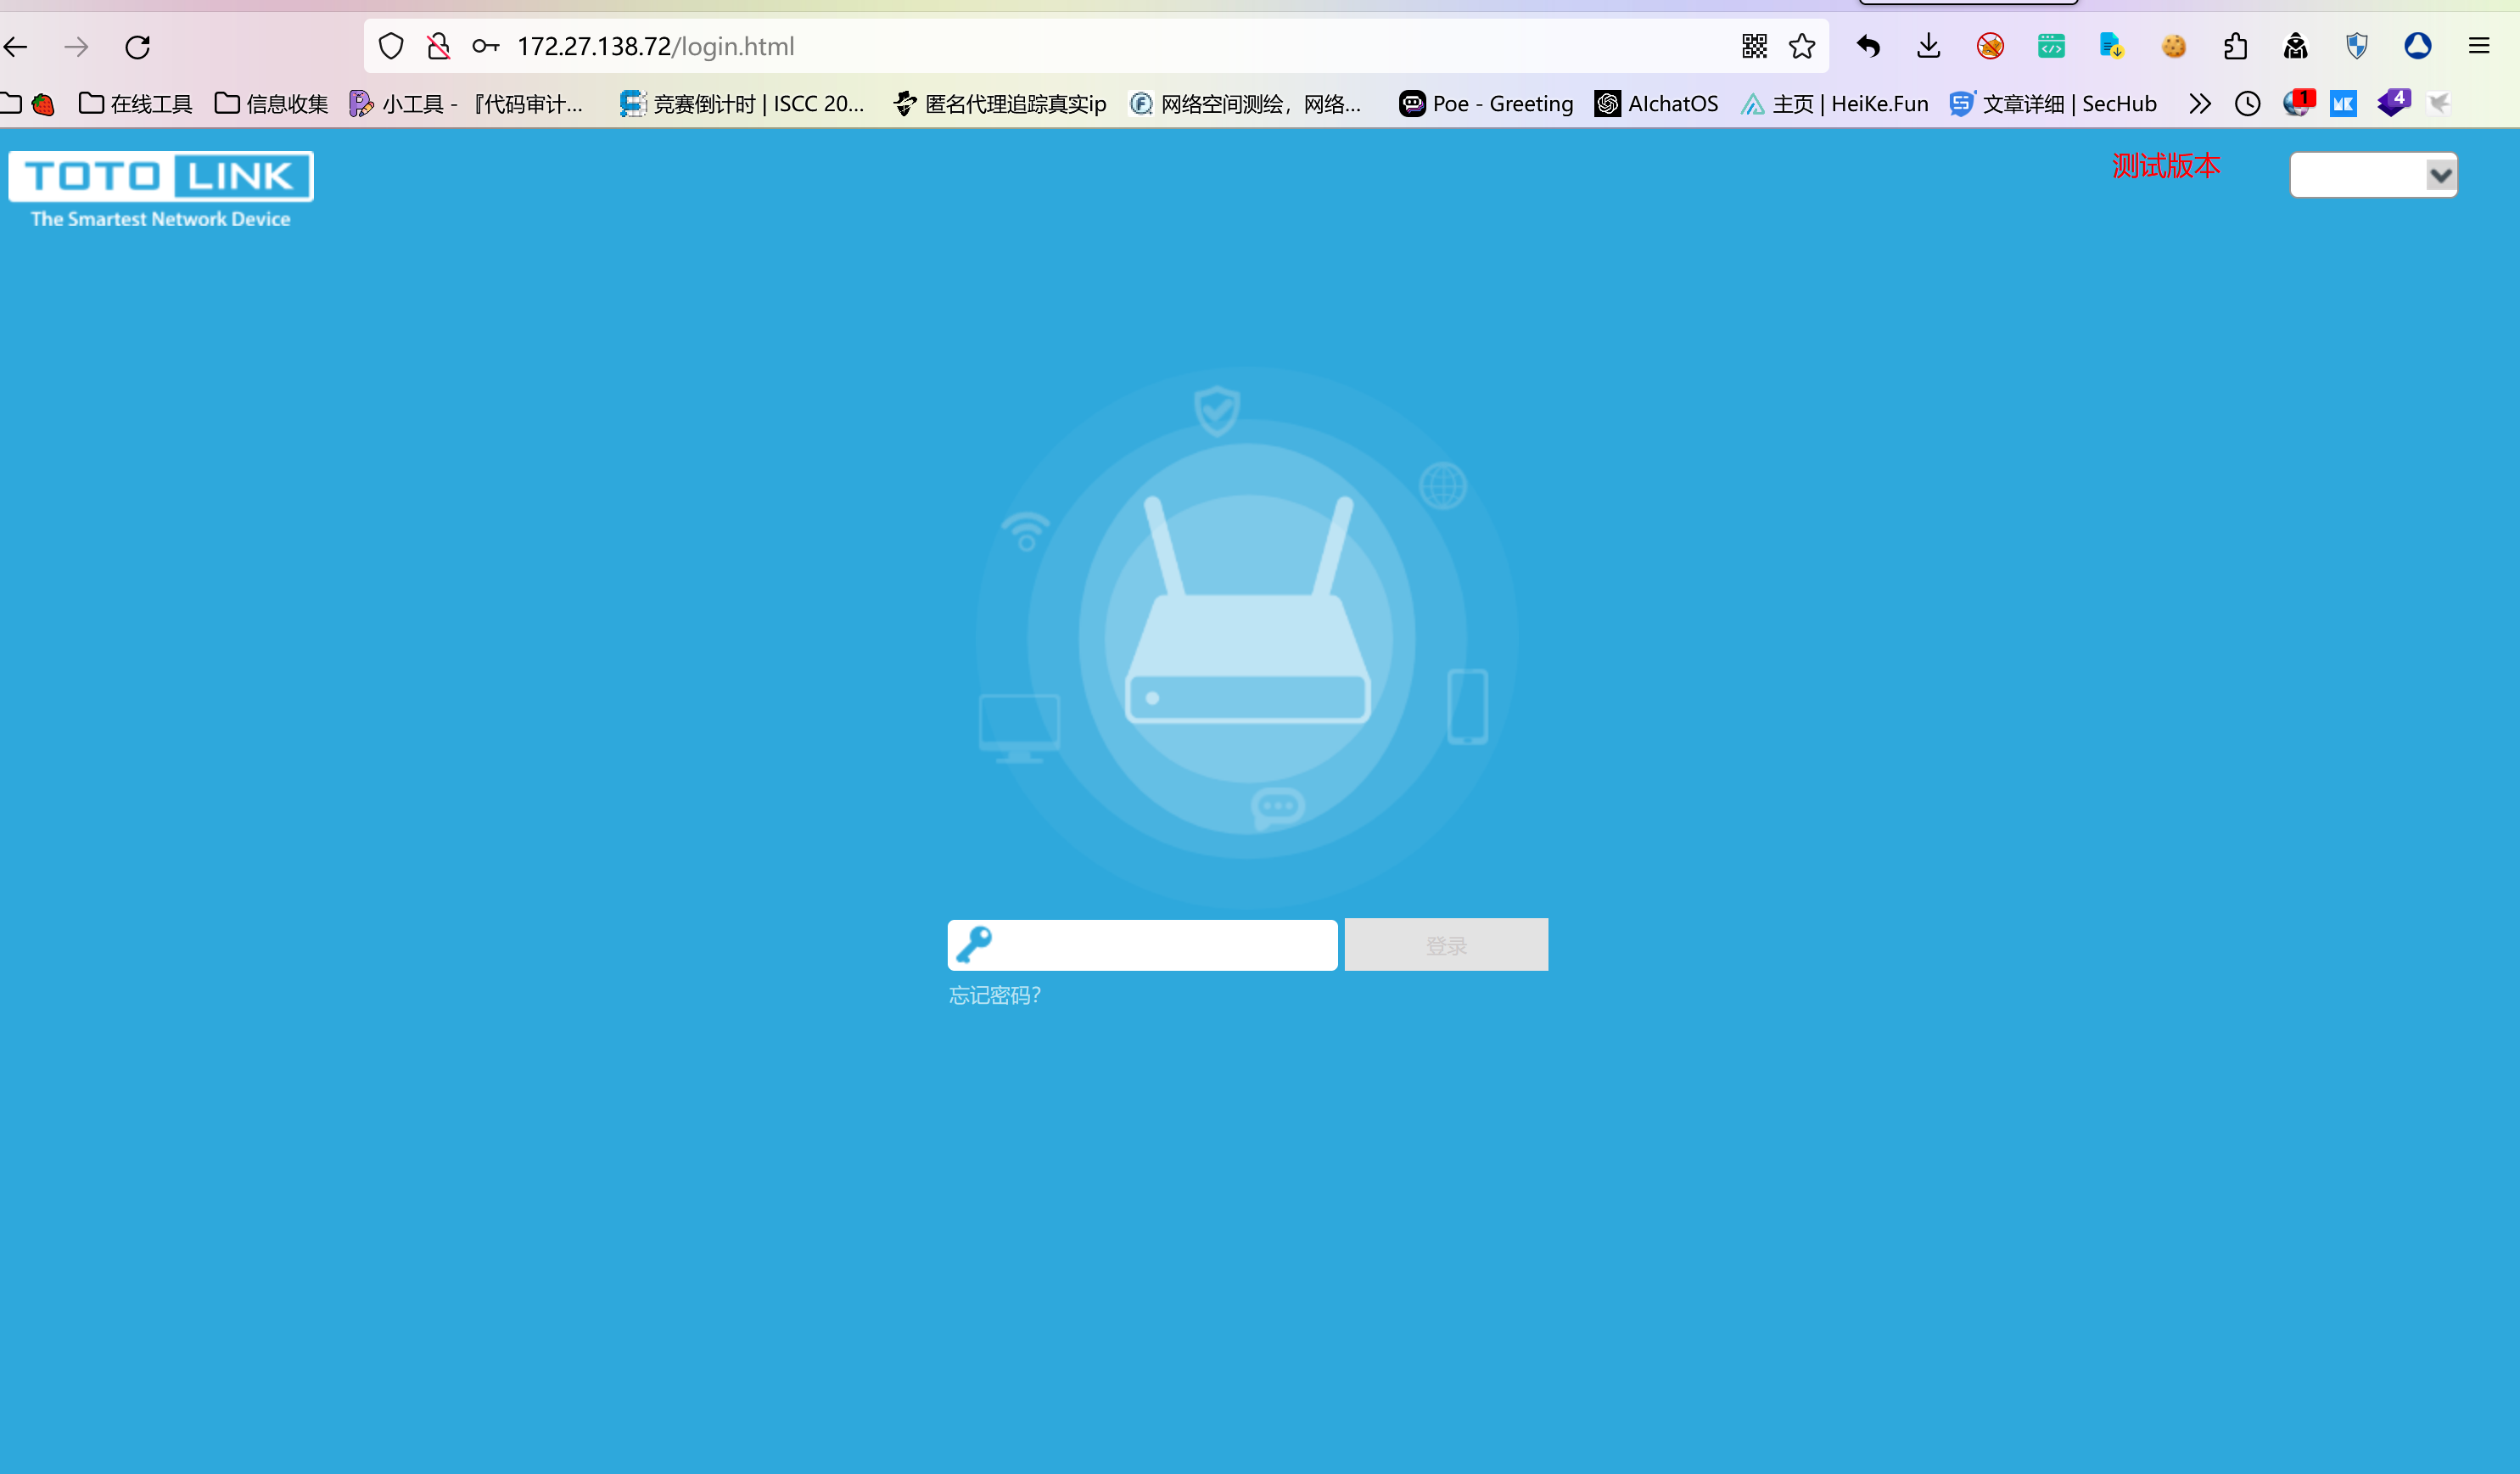 172.27.138.72/login.html
在线工具 信息收集 小工具 - 『代码审计... 竞赛倒计时 | ISCC 20... 匿名代理追踪真实ip 网络空间测绘，网络... Poe - Greeting AIchatOS 主页 | HeiKe.Fun 文章详细 | SecHub 1 MK 4
TOTO LINK
The Smartest Network Device
测试版本
登录
忘记密码?